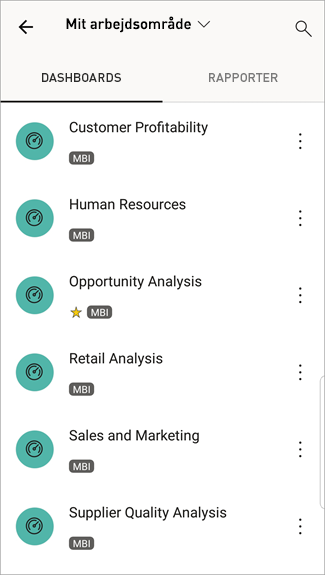 Mit arbejdsområde
DASHBOARDS RAPPORTER
Customer Profitability
MBI
Human Resources
MBI
Opportunity Analysis
MBI
Retail Analysis
MBI
Sales and Marketing
MBI
Supplier Quality Analysis
MBI